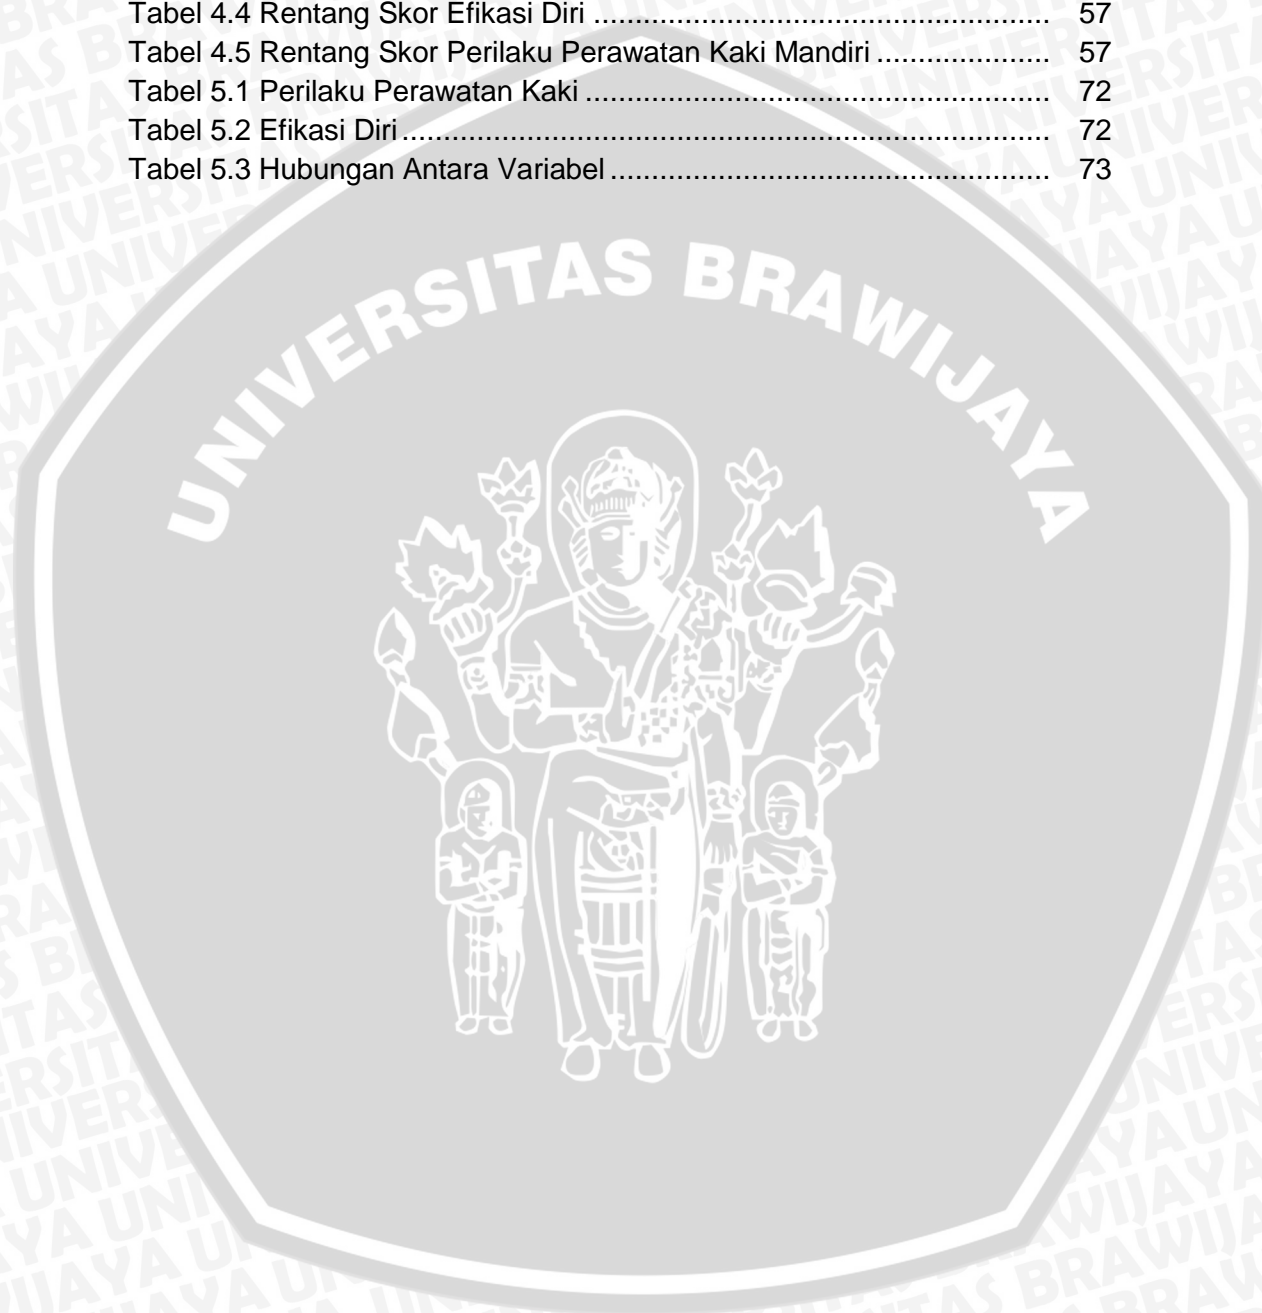 Tabel 4.4 Rentang Skor Efikasi Diri ........................................................ 57
Tabel 4.5 Rentang Skor Perilaku Perawatan Kaki Mandiri ..................... 57
Tabel 5.1 Perilaku Perawatan Kaki ......................................................... 72
Tabel 5.2 Efikasi Diri ................................................................................ 72
Tabel 5.3 Hubungan Antara Variabel ...................................................... 73
UNIVERSITAS BRAWIJAYA